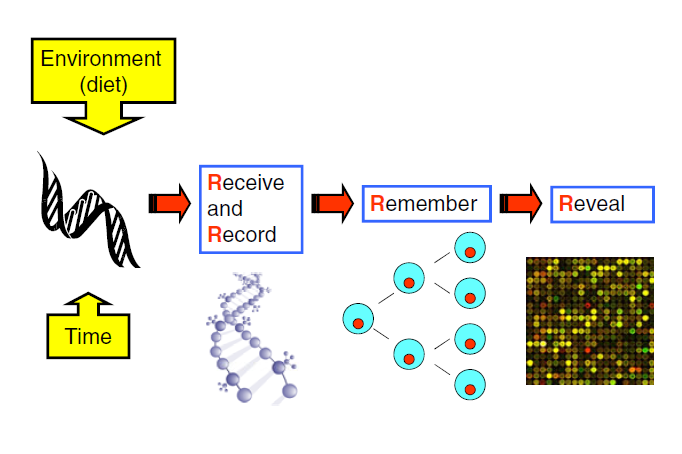 Environment
(diet)
Receive
and
Record
Remember
Reveal
Time